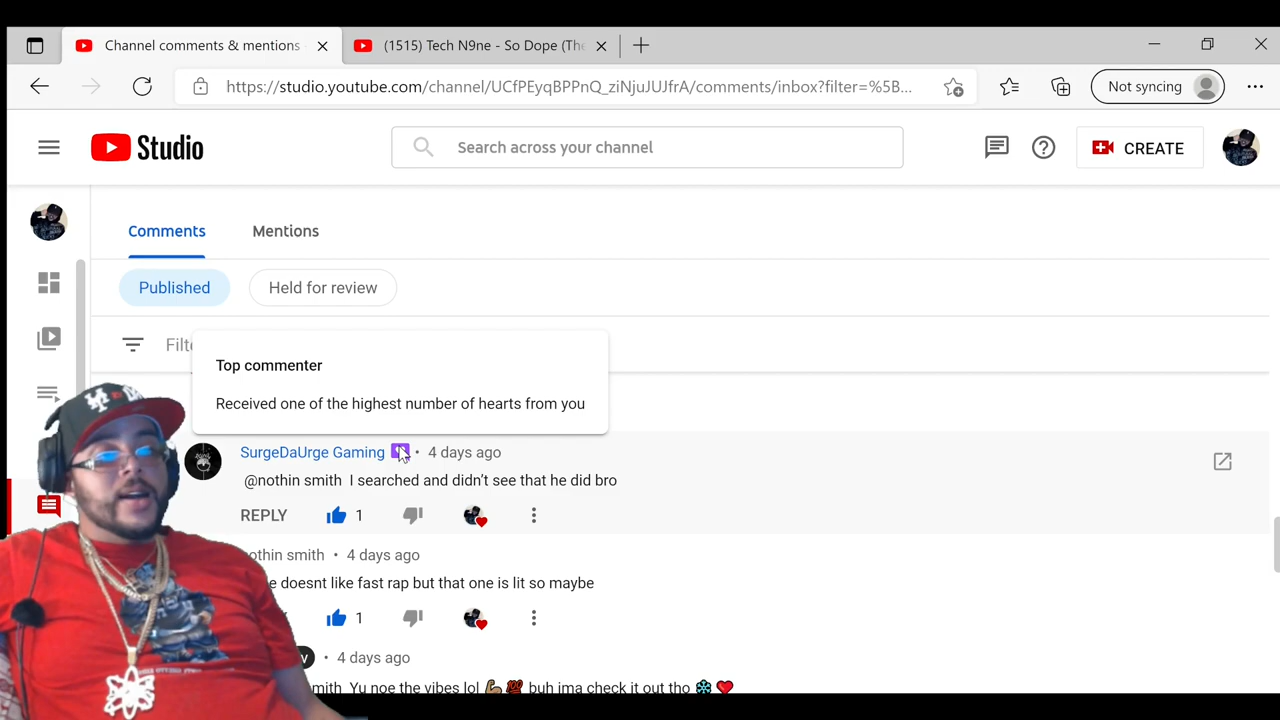 Channel comments & mentions
(1515) Tech N9ne - So Dope (The
https://studio.youtube.com/channel/UCfPEyqBPPnQ_ziNjuJUJfrA/comments/inbox?filter=%5B...
Not syncing
Studio
Search across your channel
CREATE
Comments
Mentions
Published
Held for review
Filte
Top commenter
Received one of the highest number of hearts from you
SurgeDaUrge Gaming • 4 days ago
@nothin smith I searched and didn't see that he did bro
REPLY 1
othin smith • 4 days ago
e doesnt like fast rap but that one is lit so maybe
1
• 4 days ago
mith Yu noe the vibes lol 💪🏽💯 buh ima check it out tho ❄️❤️